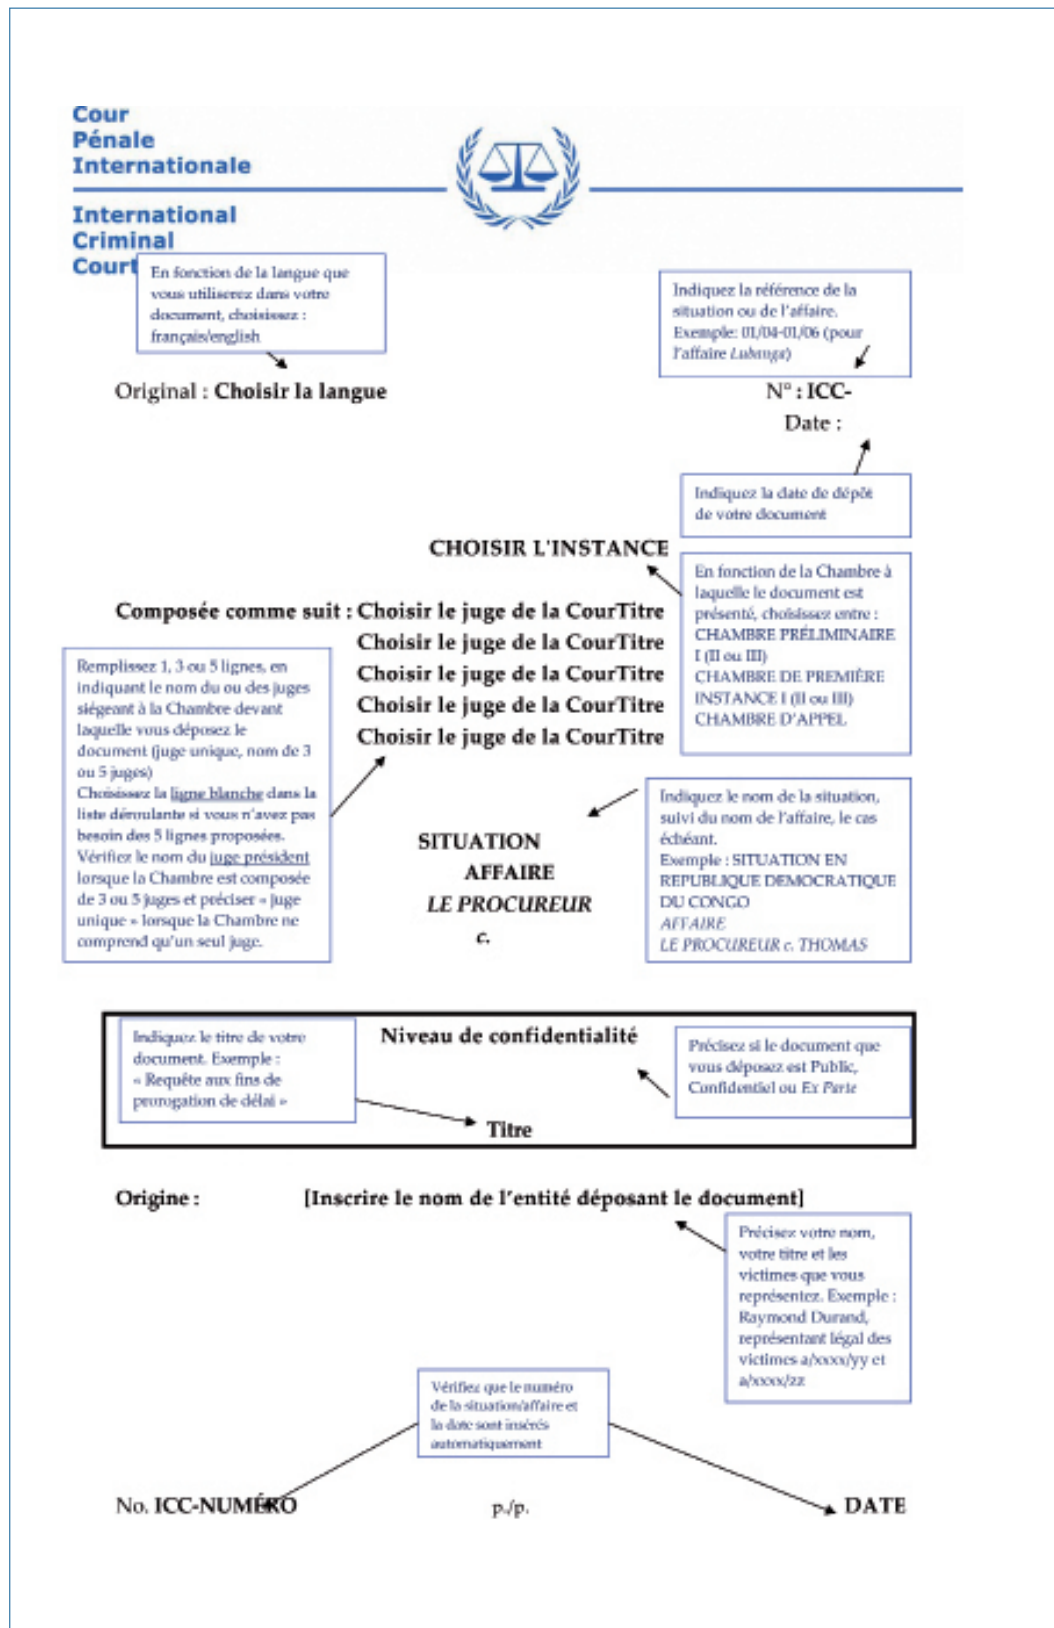 Cour
Pénale
Internationale
International
Criminal
Court
En fonction de la langue que
vous utiliserez dans votre
document, choisissez :
français/english
Indiquez la référence de la
situation ou de l'affaire.
Exemple: 01/04-01/06 (pour
l'affaire Lubanga)
Original : Choisir la langue
N° : ICC-
Date :
Indiquez la date de dépôt
de votre document
CHOISIR L'INSTANCE
En fonction de la Chambre à
laquelle le document est
présenté, choisissez entre :
CHAMBRE PRÉLIMINAIRE
I (II ou III)
CHAMBRE DE PREMIÈRE
INSTANCE I (II ou III)
CHAMBRE D'APPEL
Composée comme suit : Choisir le juge de la CourTitre
Choisir le juge de la CourTitre
Choisir le juge de la CourTitre
Choisir le juge de la CourTitre
Choisir le juge de la CourTitre
Remplissez 1, 3 ou 5 lignes, en
indiquant le nom du ou des juges
siégeant à la Chambre devant
laquelle vous déposez le
document (juge unique, nom de 3
ou 5 juges)
Choisissez la ligne blanche dans la
liste déroulante si vous n'avez pas
besoin des 5 lignes proposées.
Vérifiez le nom du juge président
lorsque la Chambre est composée
de 3 ou 5 juges et préciser « juge
unique » lorsque la Chambre ne
comprend qu'un seul juge.
SITUATION
AFFAIRE
LE PROCUREUR
c.
Indiquez le nom de la situation,
suivi du nom de l'affaire, le cas
échéant.
Exemple : SITUATION EN
REPUBLIQUE DEMOCRATIQUE
DU CONGO
AFFAIRE
LE PROCUREUR c. THOMAS
Indiquez le titre de votre
document. Exemple :
« Requête aux fins de
prorogation de délai »
Niveau de confidentialité
Précisez si le document que
vous déposez est Public,
Confidentiel ou Ex Parte
Titre
Origine : [Inscrire le nom de l'entité déposant le document]
Précisez votre nom,
votre titre et les
victimes que vous
représentez. Exemple :
Raymond Durand,
représentant légal des
victimes a/xxxx/yy et
a/xxxx/zz
Vérifiez que le numéro
de la situation/affaire et
la date sont insérés
automatiquement
No. ICC-NUMÉRO p./p. DATE